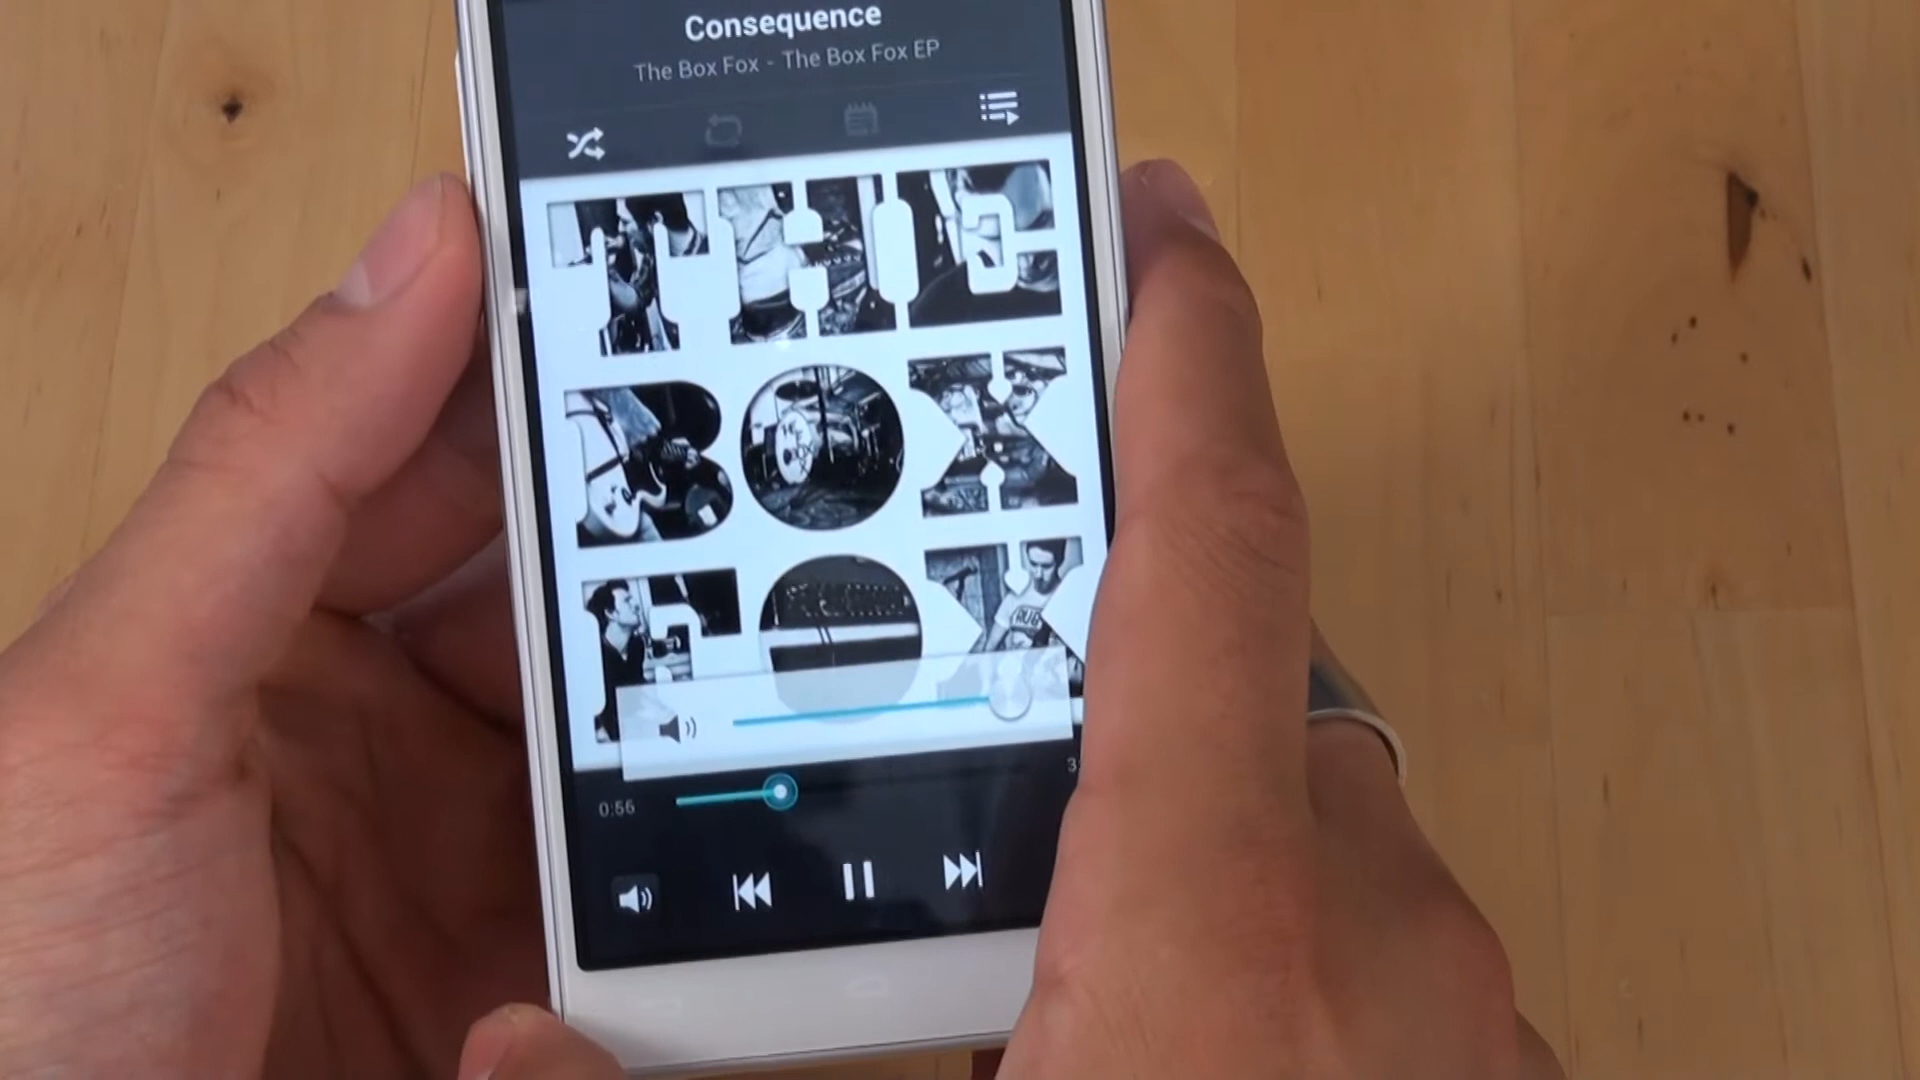 Consequence
The Box Fox - The Box Fox EP
THE
BOX
FOX
0:56